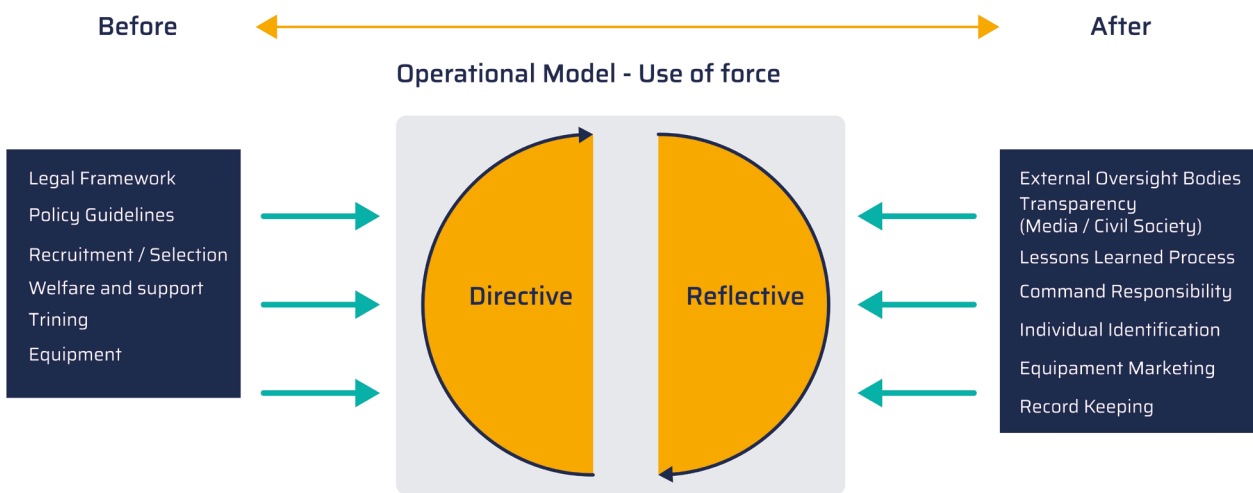 Before
After
Operational Model - Use of force
Legal Framework
Policy Guidelines
Recruitment / Selection
Welfare and support
Trining
Equipment
Directive
Reflective
External Oversight Bodies
Transparency
(Media / Civil Society)
Lessons Learned Process
Command Responsibility
Individual Identification
Equipament Marketing
Record Keeping